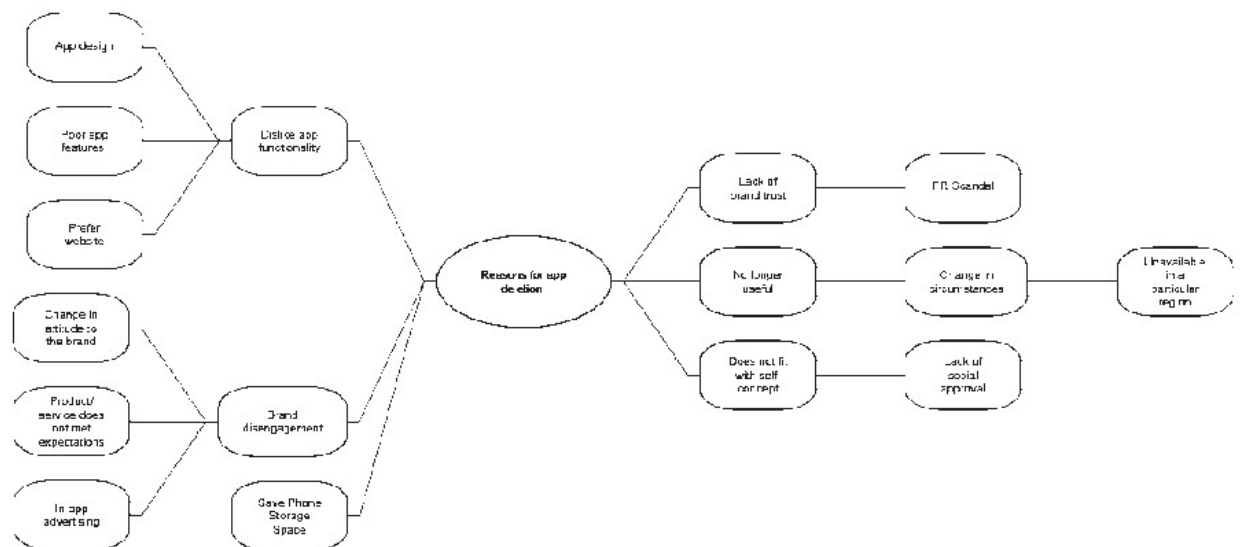 App design
Poor app
features
Prefer
website
Dislike app
functionality
Change in
attitude to
the brand
Product/
service does
not met
expectations
In app
advertising
Brand
disengagement
Save Phone
Storage
Space
Reasons for app
deletion
Lack of
brand trust
PR Scandal
No longer
useful
Change in
circumstances
Unavailable
in a
particular
region
Does not fit
with self
concept
Lack of
social
approval